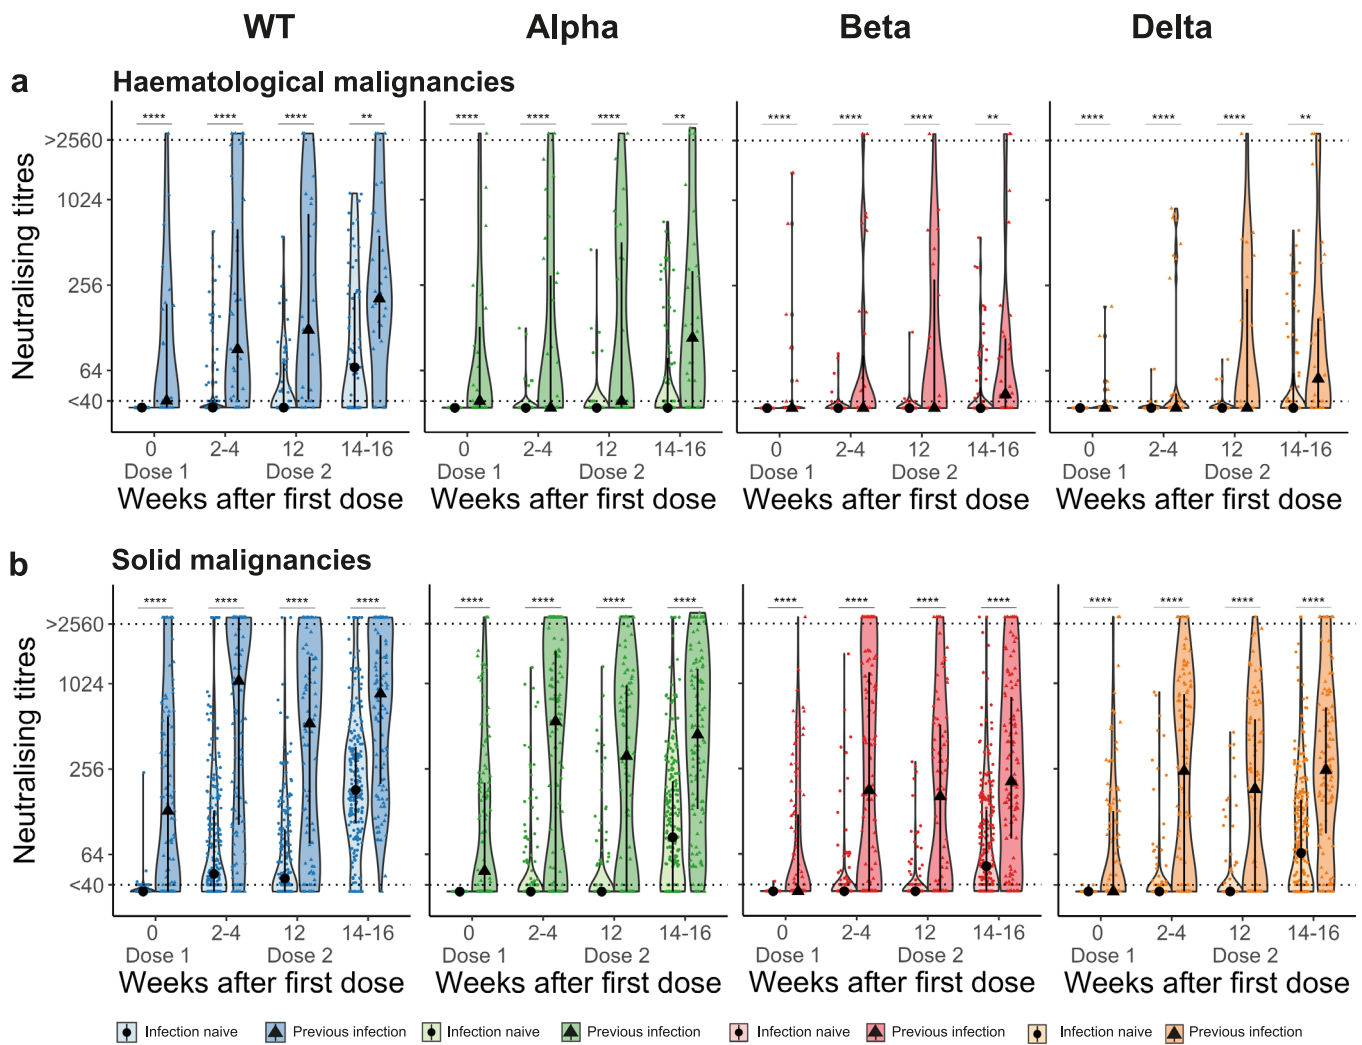 WT Alpha Beta Delta
a Haematological malignancies
**** **** **** ** **** **** **** ** **** **** **** ** **** **** **** **
Neutralising titres
>2560
1024
256
64
<40
0 2-4 12 14-16 0 2-4 12 14-16 0 2-4 12 14-16 0 2-4 12 14-16
Dose 1 Dose 2 Dose 1 Dose 2 Dose 1 Dose 2 Dose 1 Dose 2
Weeks after first dose Weeks after first dose Weeks after first dose Weeks after first dose
b Solid malignancies
**** **** **** **** **** **** **** **** **** **** **** **** **** **** **** ****
Neutralising titres
>2560
1024
256
64
<40
0 2-4 12 14-16 0 2-4 12 14-16 0 2-4 12 14-16 0 2-4 12 14-16
Dose 1 Dose 2 Dose 1 Dose 2 Dose 1 Dose 2 Dose 1 Dose 2
Weeks after first dose Weeks after first dose Weeks after first dose Weeks after first dose
Infection naive Previous infection Infection naive Previous infection Infection naive Previous infection Infection naive Previous infection